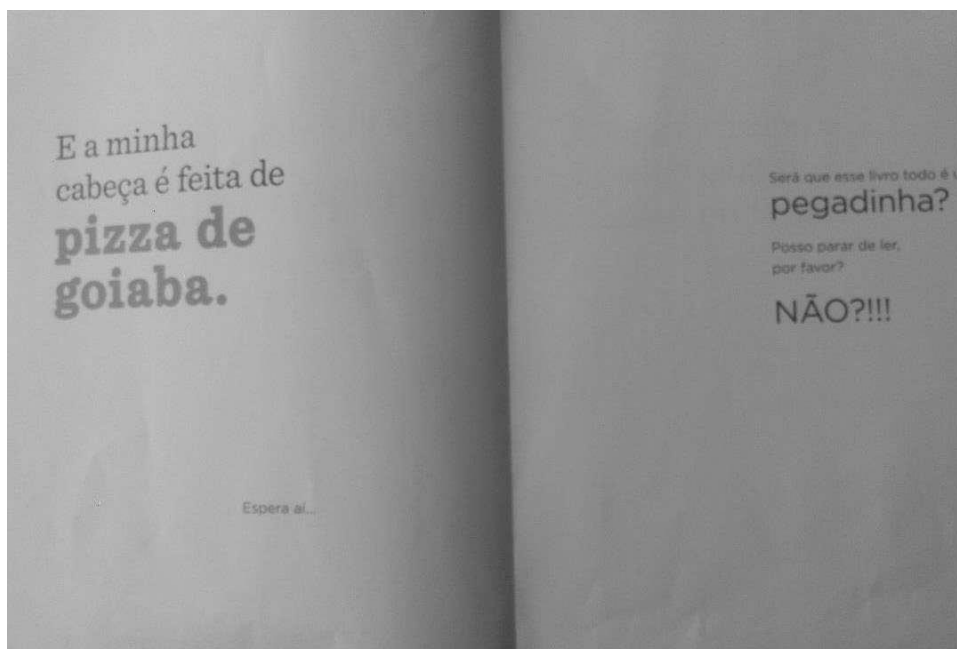 E a minha
cabeça é feita de
pizza de
goiaba.
Espera aí...
Será que esse livro todo é
pegadinha?
Posso parar de ler,
por favor?
NÃO?!!!